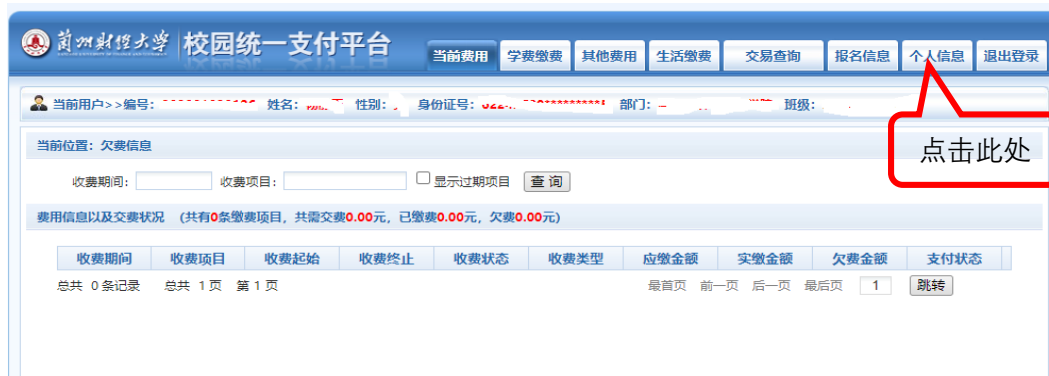 兰州财经大学 校园统一支付平台
当前费用 学费缴费 其他费用 生活缴费 交易查询 报名信息 个人信息 退出登录
当前用户>>编号: 姓名: 性别: 身份证号: 部门: 班级:
当前位置: 欠费信息
点击此处
收费期间: 收费项目: 显示过期项目 查 询
费用信息以及交费状况 (共有0条缴费项目, 共需交费0.00元, 已缴费0.00元, 欠费0.00元)
收费期间 收费项目 收费起始 收费终止 收费状态 收费类型 应缴金额 实缴金额 欠费金额 支付状态
总共 0 条记录 总共 1 页 第 1 页 最首页 前一页 后一页 最后页 1 跳转